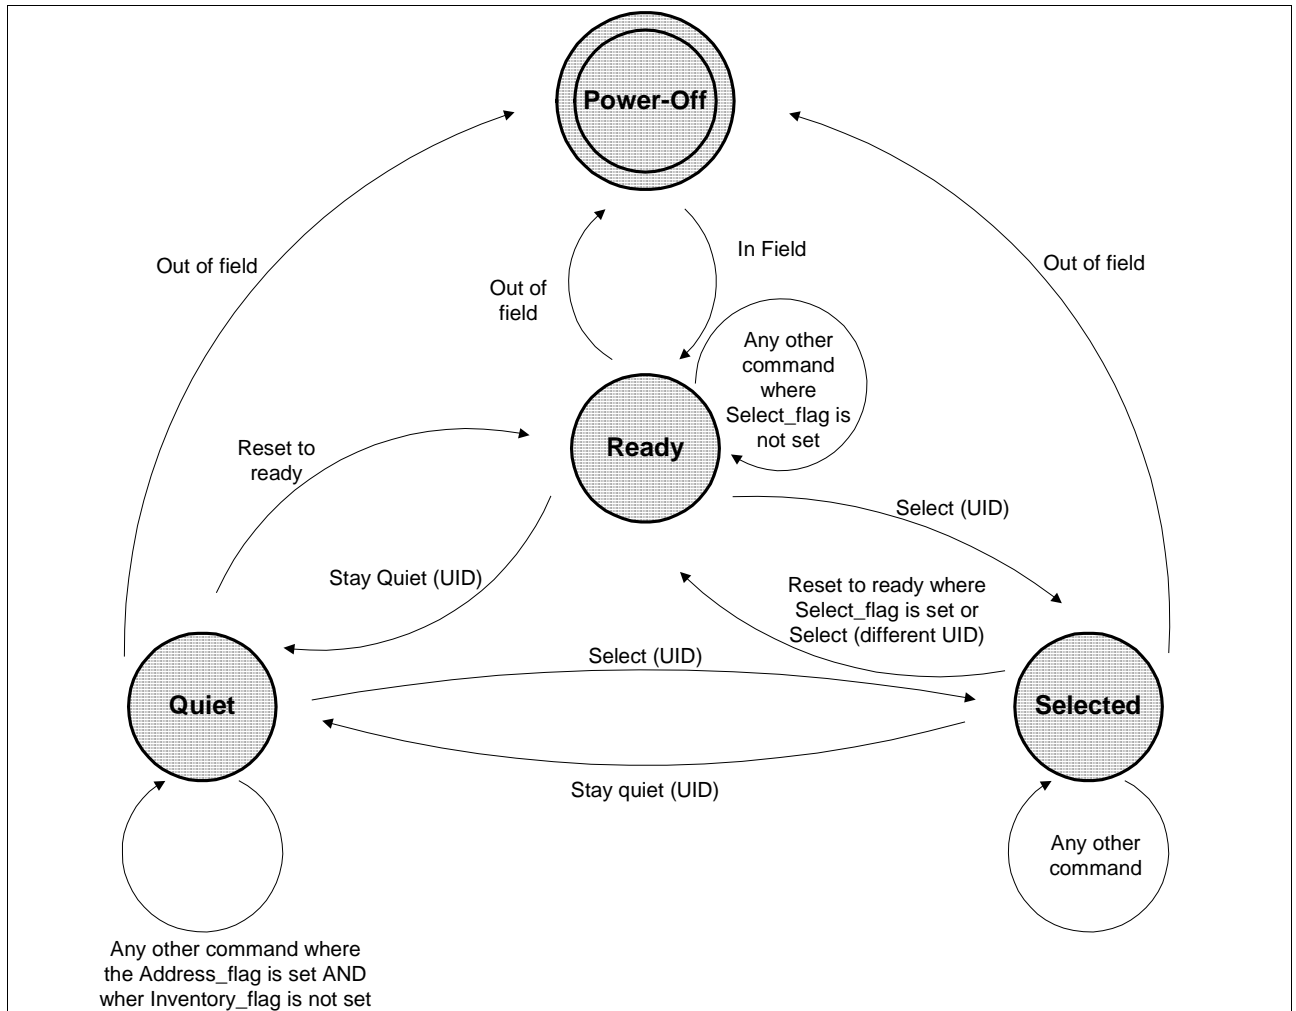 Power-Off
In Field
Out of field
Out of field
Out of
field
Any other
command
where
Select_flag is
not set
Ready
Reset to
ready
Select (UID)
Stay Quiet (UID)
Reset to ready where
Select_flag is set or
Select (different UID)
Select (UID)
Quiet
Selected
Stay quiet (UID)
Any other
command
Any other command where
the Address_flag is set AND
wher Inventory_flag is not set